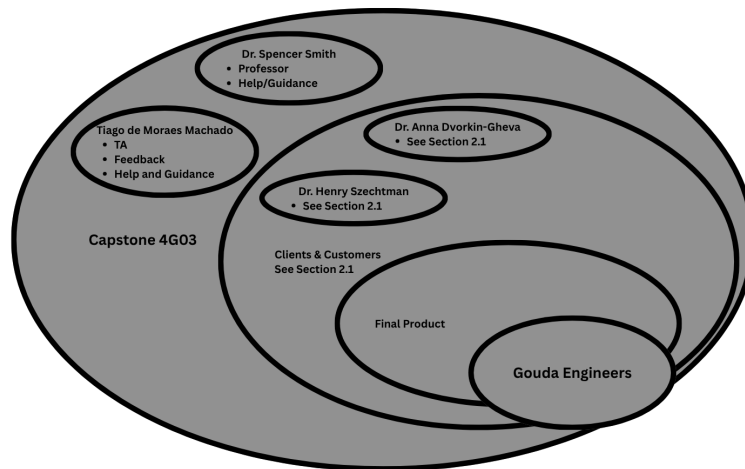 Dr. Spencer Smith
• Professor
• Help/Guidance
Tiago de Moraes Machado
• TA
• Feedback
• Help and Guidance
Dr. Anna Dvorkin-Gheva
• See Section 2.1
Dr. Henry Szechtman
• See Section 2.1
Capstone 4G03
Clients & Customers
See Section 2.1
Final Product
Gouda Engineers